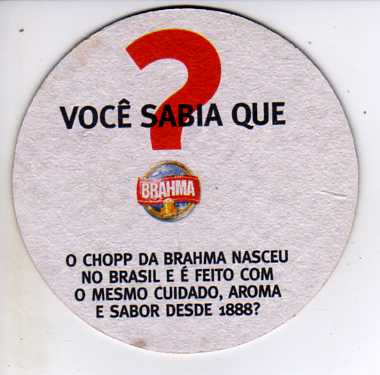 ?
VOCÊ SABIA QUE
BRAHMA
O CHOPP DA BRAHMA NASCEU
NO BRASIL E É FEITO COM
O MESMO CUIDADO, AROMA
E SABOR DESDE 1888?